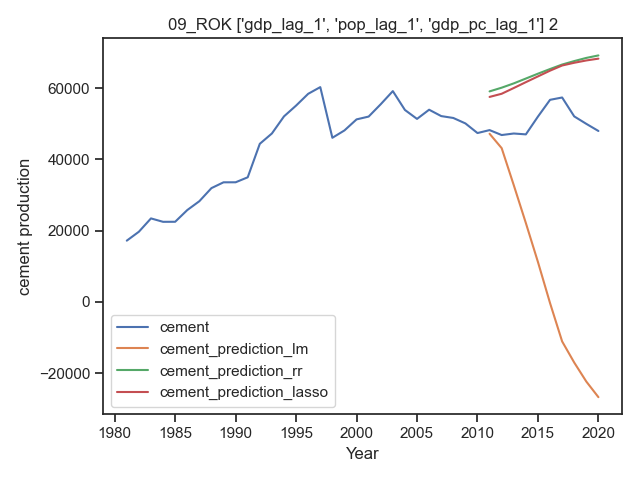 09_ROK ['gdp_lag_1', 'pop_lag_1', 'gdp_pc_lag_1'] 2
cement production
60000
40000
20000
0
−20000
cement
cement_prediction_lm
cement_prediction_rr
cement_prediction_lasso
1980 1985 1990 1995 2000 2005 2010 2015 2020
Year